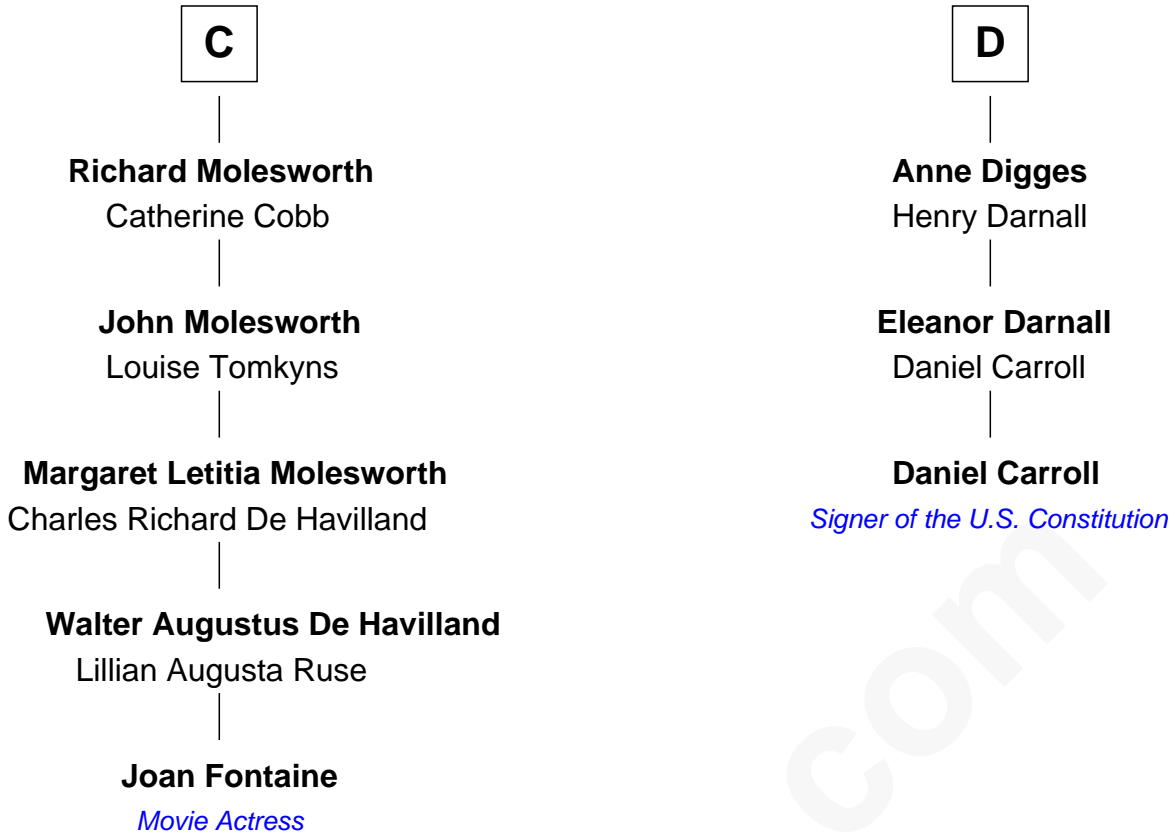 C
Richard Molesworth
Catherine Cobb
John Molesworth
Louise Tomkyns
Margaret Letitia Molesworth
Charles Richard De Havilland
Walter Augustus De Havilland
Lillian Augusta Ruse
Joan Fontaine
Movie Actress
D
Anne Digges
Henry Darnall
Eleanor Darnall
Daniel Carroll
Daniel Carroll
Signer of the U.S. Constitution
com